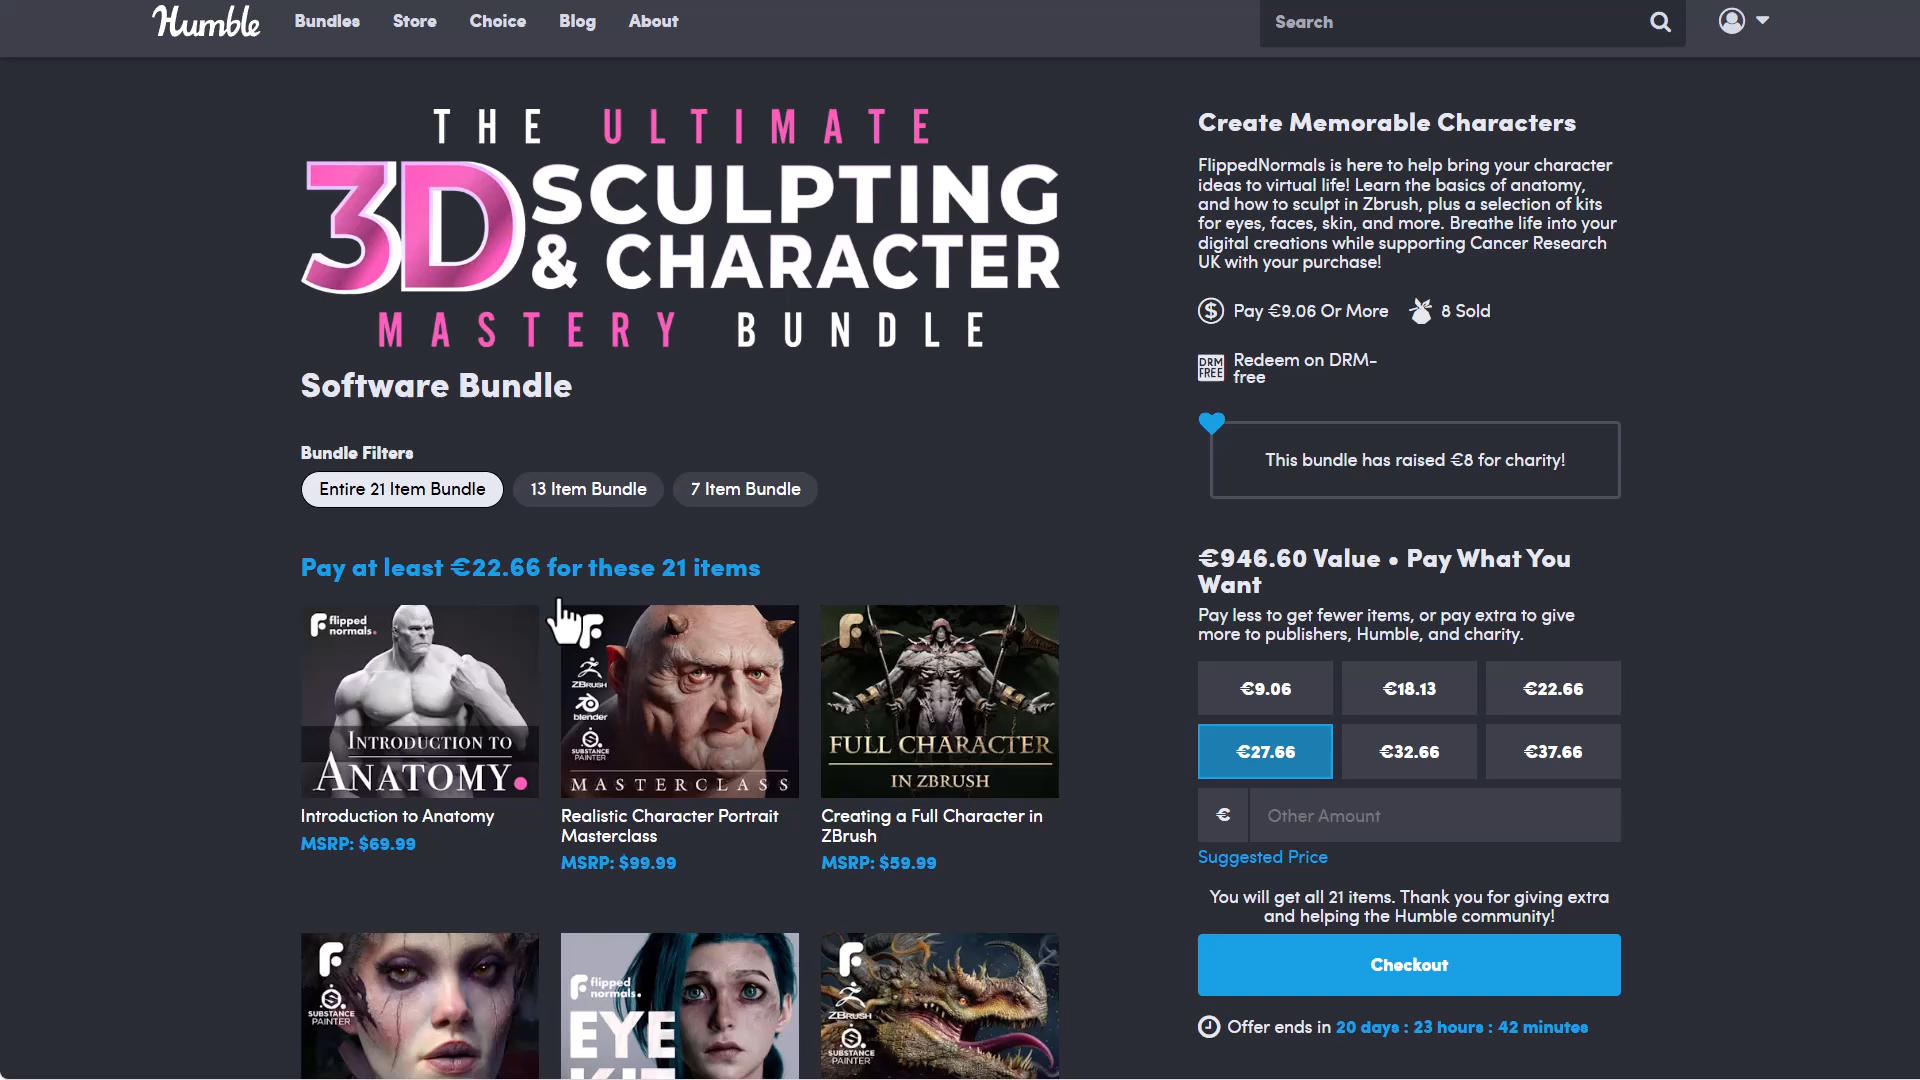 Humble
Bundles
Store
Choice
Blog
About
Search
THE ULTIMATE
3D SCULPTING
& CHARACTER
MASTERY BUNDLE
Software Bundle
Bundle Filters
Entire 21 Item Bundle
13 Item Bundle
7 Item Bundle
Pay at least €22.66 for these 21 items
flipped
normals.
INTRODUCTION TO
ANATOMY.
Introduction to Anatomy
MSRP: $69.99
F
ZBRUSH
blender
SUBSTANCE
PAINTER
MASTERCLASS
Realistic Character Portrait
Masterclass
MSRP: $99.99
F
FULL CHARACTER
IN ZBRUSH
Creating a Full Character in
ZBrush
MSRP: $59.99
F
SUBSTANCE
PAINTER
flipped
normals.
EYE
KIT
F
ZBRUSH
SUBSTANCE
PAINTER
Create Memorable Characters
FlippedNormals is here to help bring your character
ideas to virtual life! Learn the basics of anatomy,
and how to sculpt in Zbrush, plus a selection of kits
for eyes, faces, skin, and more. Breathe life into your
digital creations while supporting Cancer Research
UK with your purchase!
$ Pay €9.06 Or More
8 Sold
DRM
FREE
Redeem on DRM-
free
This bundle has raised €8 for charity!
€946.60 Value • Pay What You
Want
Pay less to get fewer items, or pay extra to give
more to publishers, Humble, and charity.
€9.06
€18.13
€22.66
€27.66
€32.66
€37.66
€ Other Amount
Suggested Price
You will get all 21 items. Thank you for giving extra
and helping the Humble community!
Checkout
Offer ends in 20 days : 23 hours : 42 minutes